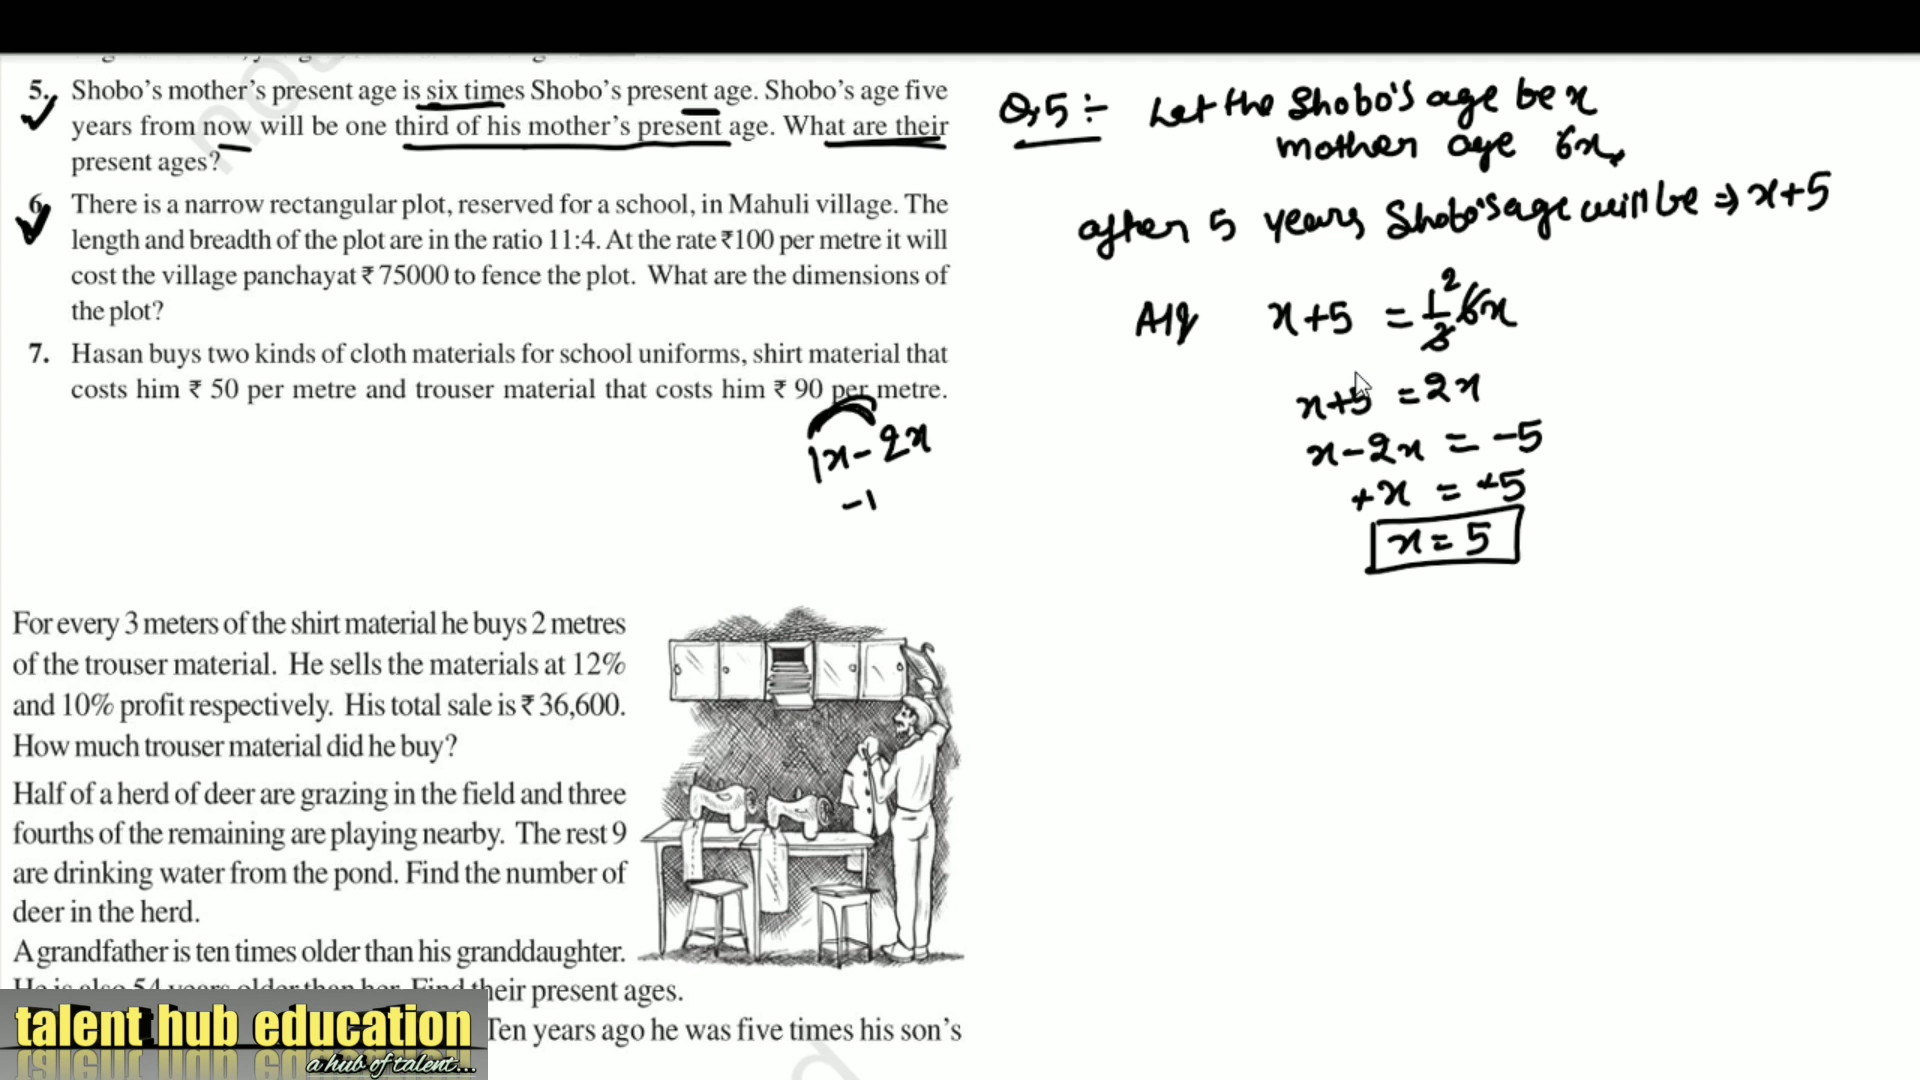 5. Shobo's mother's present age is six times Shobo's present age. Shobo's age five
years from now will be one third of his mother's present age. What are their
present ages?
6. There is a narrow rectangular plot, reserved for a school, in Mahuli village. The
length and breadth of the plot are in the ratio 11:4. At the rate ₹100 per metre it will
cost the village panchayat ₹ 75000 to fence the plot. What are the dimensions of
the plot?
7. Hasan buys two kinds of cloth materials for school uniforms, shirt material that
costs him ₹ 50 per metre and trouser material that costs him ₹ 90 per metre.
1x-2x
-1
For every 3 meters of the shirt material he buys 2 metres
of the trouser material. He sells the materials at 12%
and 10% profit respectively. His total sale is ₹ 36,600.
How much trouser material did he buy?
Half of a herd of deer are grazing in the field and three
fourths of the remaining are playing nearby. The rest 9
are drinking water from the pond. Find the number of
deer in the herd.
A grandfather is ten times older than his granddaughter.
He is also 54 years older than her. Find their present ages.
Ten years ago he was five times his son's
talent hub education
a hub of talent...
Q,5:- Let the Shobo's age be x
mother age 6x,
after 5 years Shobo's age will be ⇒ x+5
A/q x+5 = 1/3 6x 2
x+5 = 2x
x-2x = -5
+x = +5
x = 5